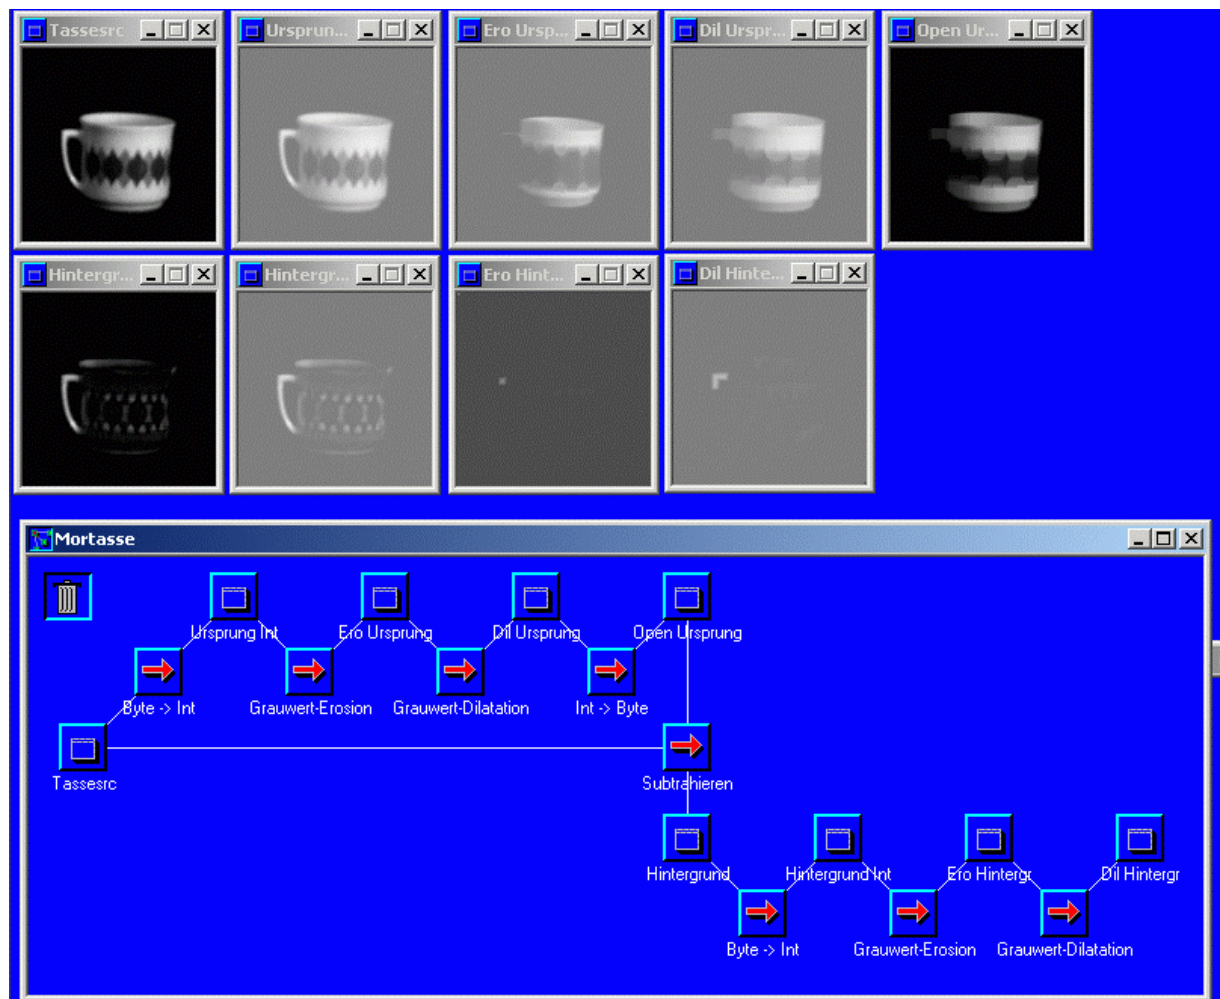 Tassesrc
Ursprun...
Ero Ursp...
Dil Urspr...
Open Ur...
Hintergr...
Hintergr...
Ero Hint...
Dil Hinte...
Mortasse
Ursprung Int
Ero Ursprung
Dil Ursprung
Open Ursprung
Byte -> Int
Grauwert-Erosion
Grauwert-Dilatation
Int -> Byte
Tassesrc
Subtrahieren
Hintergrund
Hintergrund Int
Ero Hintergr
Dil Hintergr
Byte -> Int
Grauwert-Erosion
Grauwert-Dilatation